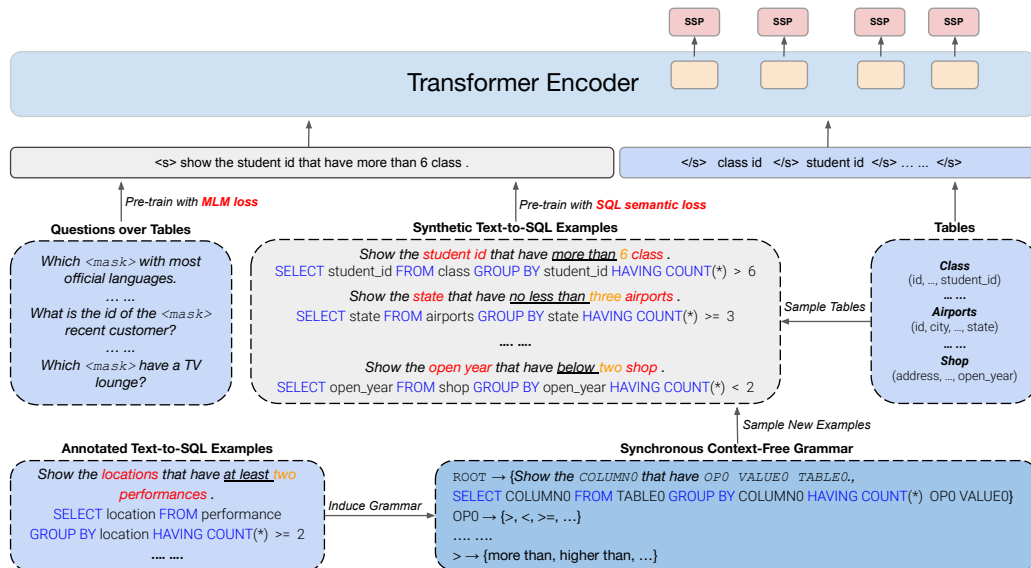 SSP SSP SSP SSP
Transformer Encoder
<s> show the student id that have more than 6 class .
</s> class id </s> student id </s> ... ... </s>
Pre-train with MLM loss
Pre-train with SQL semantic loss
Questions over Tables
Which <mask> with most
official languages.
... ...
What is the id of the <mask>
recent customer?
... ...
Which <mask> have a TV
lounge?
Synthetic Text-to-SQL Examples
Show the student id that have more than 6 class .
SELECT student_id FROM class GROUP BY student_id HAVING COUNT(*) > 6
Show the state that have no less than three airports .
SELECT state FROM airports GROUP BY state HAVING COUNT(*) >= 3
.... ...
Show the open year that have below two shop .
SELECT open_year FROM shop GROUP BY open_year HAVING COUNT(*) < 2
Sample Tables
Tables
Class
(id, ..., student_id)
... ...
Airports
(id, city, ..., state)
... ...
Shop
(address, ..., open_year)
Sample New Examples
Annotated Text-to-SQL Examples
Show the locations that have at least two
performances .
SELECT location FROM performance
GROUP BY location HAVING COUNT(*) >= 2
.... ....
Induce Grammar
Synchronous Context-Free Grammar
ROOT → {Show the COLUMN0 that have OP0 VALUE0 TABLE0.,
SELECT COLUMN0 FROM TABLE0 GROUP BY COLUMN0 HAVING COUNT(*) OP0 VALUE0}
OP0 → {>, <, >=, ...}
.... ....
> → {more than, higher than, ...}